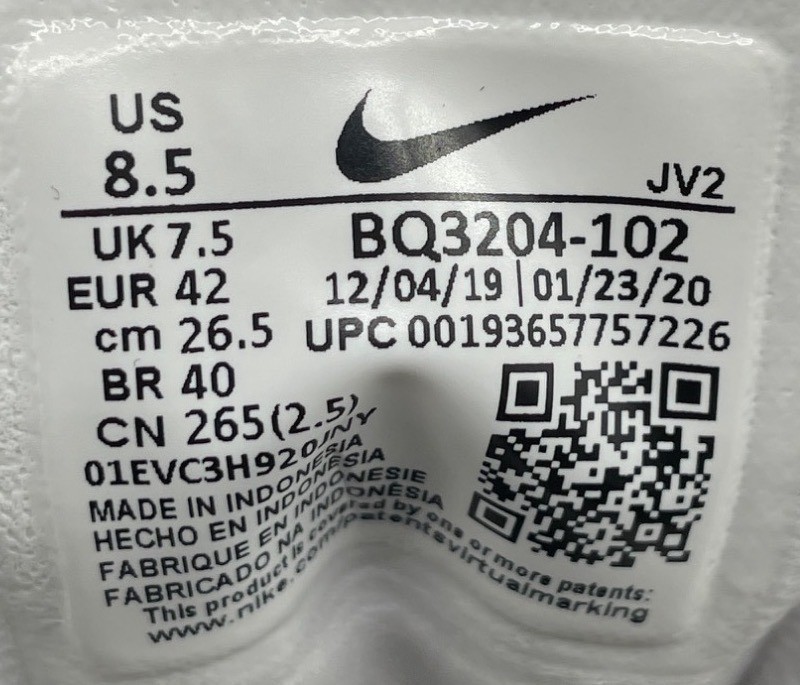 US
8.5
JV2
UK 7.5
BQ3204-102
EUR 42
12/04/19 | 01/23/20
cm 26.5
UPC 00193657757226
BR 40
CN 265(2.5)
01EVC3H920JNY
MADE IN INDONESIA
HECHO EN INDONESIA
FABRIQUE EN INDONESIE
FABRICADO NA INDONÉSIA
This product is covered by one or more patents:
www.nike.com/patentsvirtualmarking